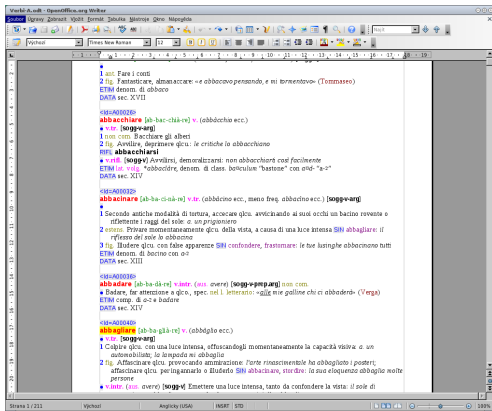 Verbi-A.odt - OpenOffice.org Writer
Soubor Úpravy Zobrazit Vložit Formát Tabulka Nástroje Okno Nápověda
Výchozí Times New Roman 12
1 ant. Fare i conti
2 fig. Fantasticare, almanaccare: «e abbacavo pensando, e mi tormentavo» (Tommaseo)
ETIM denom. di abbaco
DATA sec. XVII
<Id=A00026>
abbacchiare [ab-bac-chià-re] v. (abbàcchio ecc.)
● v.tr. [sogg-v-arg]
1 non com. Bacchiare gli alberi
2 fig. Avvilire, deprimere qlcu.: le critiche lo abbacchiano
RIFL abbacchiarsi
● v.rifl. [sogg-v] Avvilirsi, demoralizzarsi: non abbacchiarti così facilmente
DATA sec. XIV
<Id=A00032>
abbacinare [ab-ba-ci-nà-re] v.tr. (abbàcino ecc., meno freq. abbacìno ecc.) [sogg-v-arg]
1 Secondo antiche modalità di tortura, accecare qlcu. avvicinando ai suoi occhi un bacino rovente o
riflettente i raggi del sole: a. un prigioniero
2 estens. Privare momentaneamente qlcu. della vista, a causa di una luce intensa SIN abbagliare: il
riflesso del sole lo abbacina
3 fig. Illudere qlcu. con false apparenze SIN confondere, frastornare: le tue lusinghe abbacinano tutti
ETIM denom. di bacino con a-²
DATA sec. XIII
<Id=A00036>
abbadare [ab-ba-dà-re] v.intr. (aus. avere) [sogg-v-prep.arg] non com.
● Badare, far attenzione a qlco., spec. nel l. letterario: «alle mie galline chi ci abbaderà» (Verga)
ETIM comp. di a-² e badare
DATA sec. XIV
<Id=A00040>
abbagliare [ab-ba-glià-re] v. (abbàglio ecc.)
● v.tr. [sogg-v-arg]
1 Colpire qlcu. con una luce intensa, offuscandogli momentaneamente la capacità visiva: a. un
automobilista; la lampada mi abbaglia
2 fig. Affascinare qlcu. provocando ammirazione: l'arte rinascimentale ha abbagliato i posteri;
affascinare qlcu. per ingannarlo o illuderlo SIN abbacinare, stordire: la sua eloquenza abbaglia molte
persone
● v.intr. (aus. avere) [sogg-v] Emettere una luce intensa, tanto da confondere la vista: il sole di
Strana 1 / 211 Výchozí Anglicky (USA) INSRT STD 100%